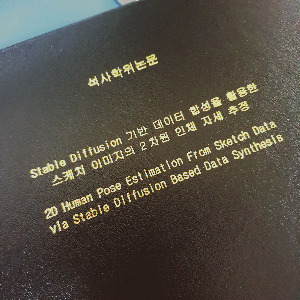 석사학위논문
Stable Diffusion 기반 데이터 합성을 활용한
스케치 이미지의 2차원 인체 자세 추정
2D Human Pose Estimation From Sketch Data
via Stable Diffusion Based Data Synthesis